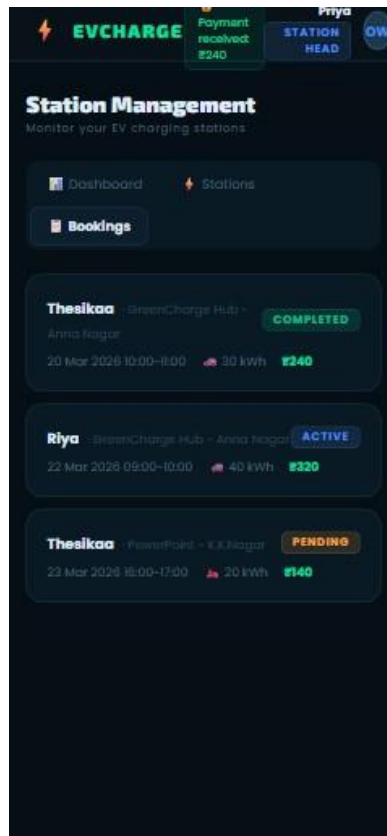 EVCHARGE
Payment
received:
₹240
Priya
STATION
HEAD
OW
Station Management
Monitor your EV charging stations
Dashboard
Stations
Bookings
Thesikaa · GreenCharge Hub -
Anna Nagar
COMPLETED
20 Mar 2026 10:00-11:00 30 kWh ₹240
Riya · GreenCharge Hub - Anna Nagar ACTIVE
22 Mar 2026 09:00-10:00 40 kWh ₹320
Thesikaa · PowerPoint - K.K.Nagar PENDING
23 Mar 2026 16:00-17:00 20 kWh ₹140